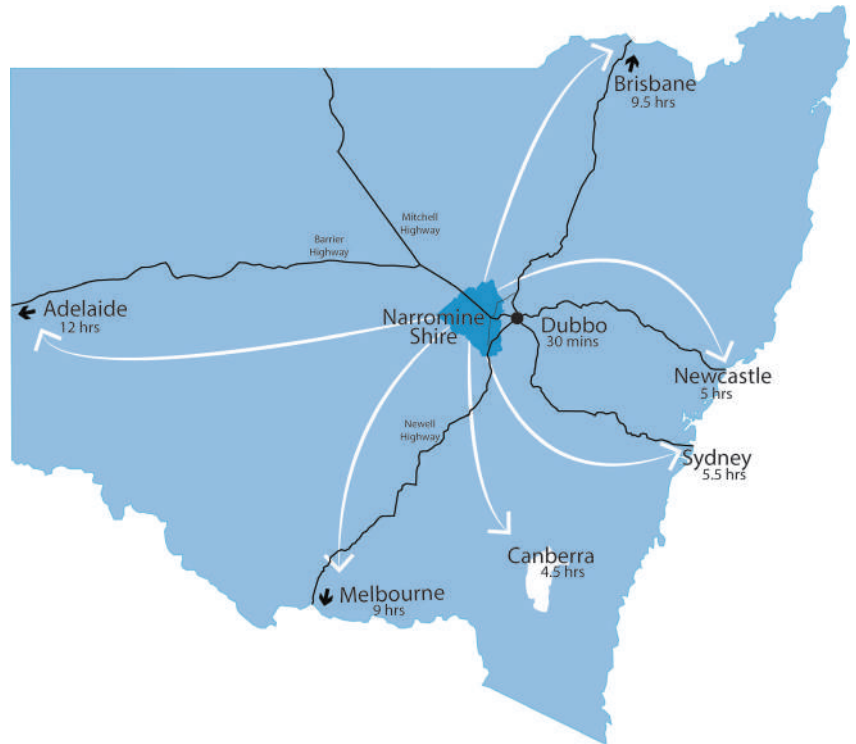 Brisbane
9.5 hrs
Mitchell
Highway
Barrier
Highway
Adelaide
12 hrs
Narromine
Shire
Dubbo
30 mins
Newcastle
5 hrs
Newell
Highway
Sydney
5.5 hrs
Canberra
4.5 hrs
Melbourne
9 hrs